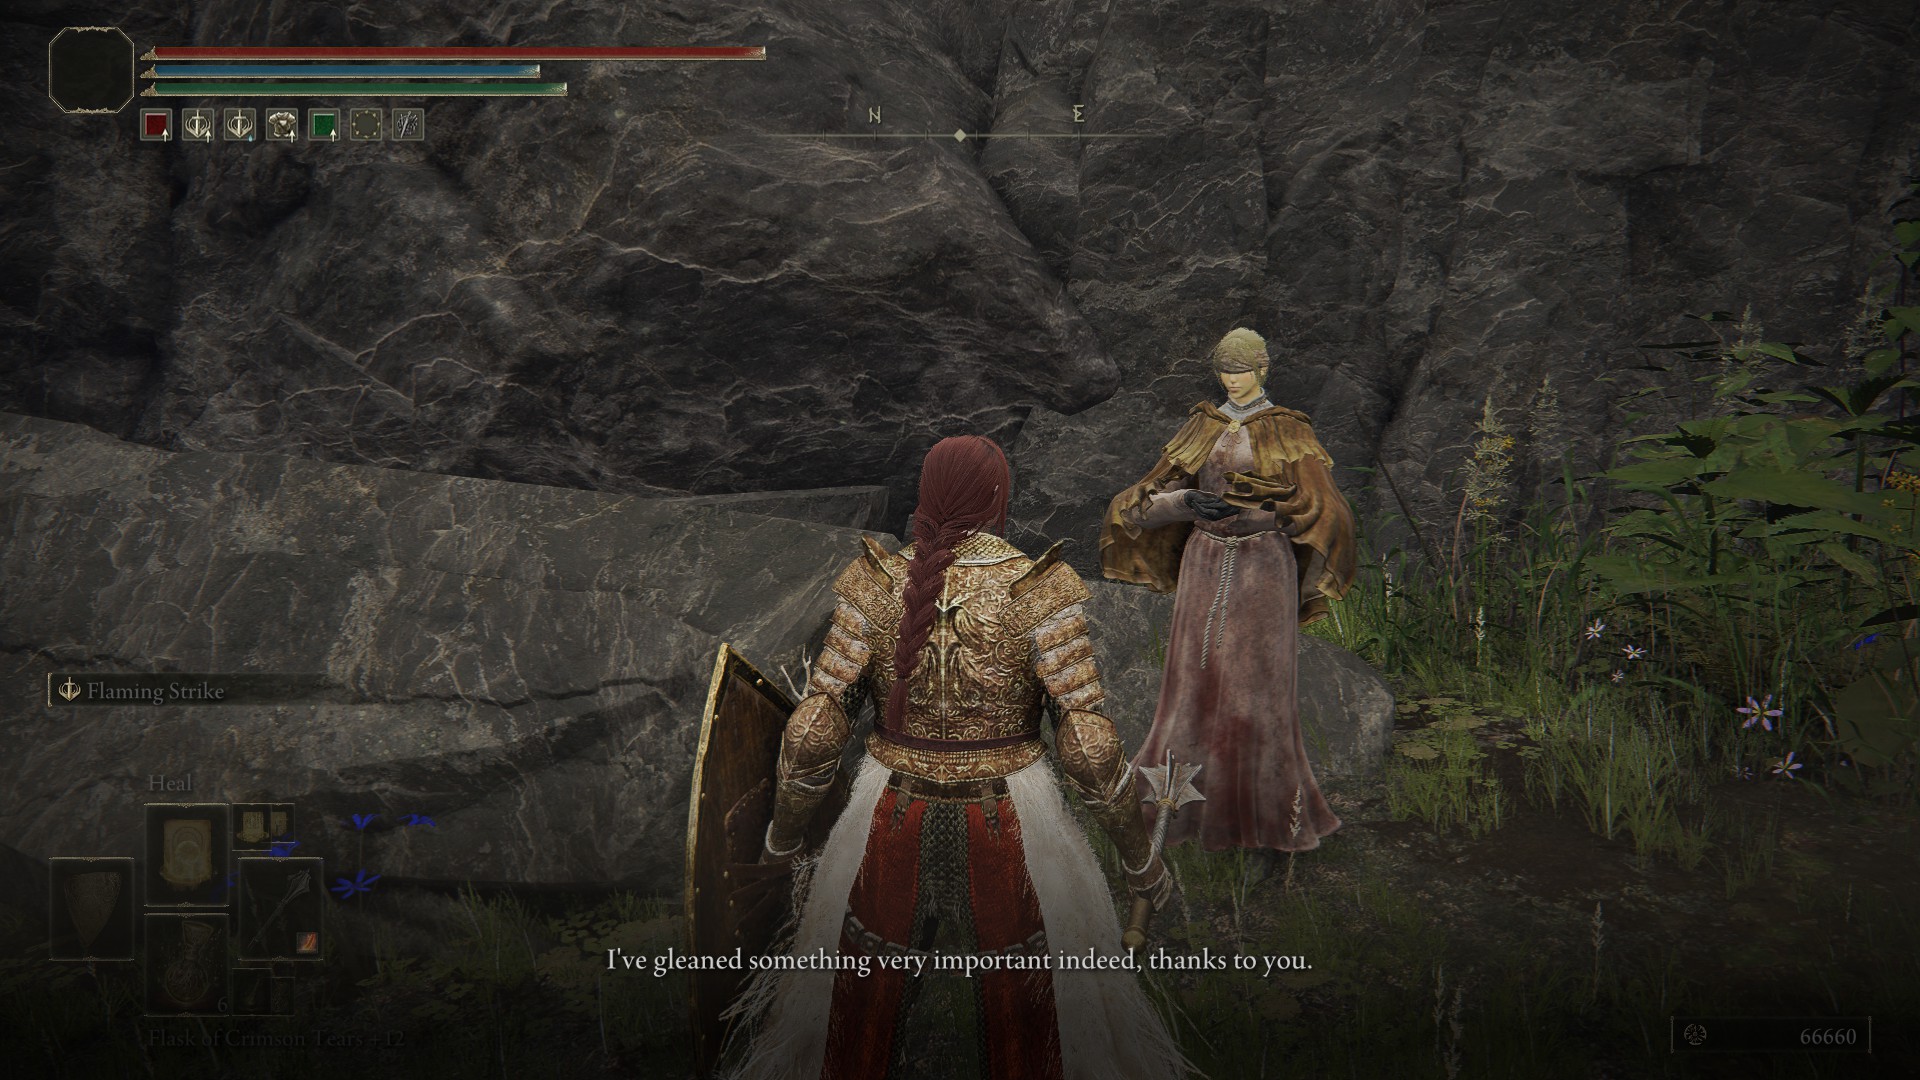 N
E
Flaming Strike
Heal
6
Flask of Crimson Tears +12
I've gleaned something very important indeed, thanks to you.
66660